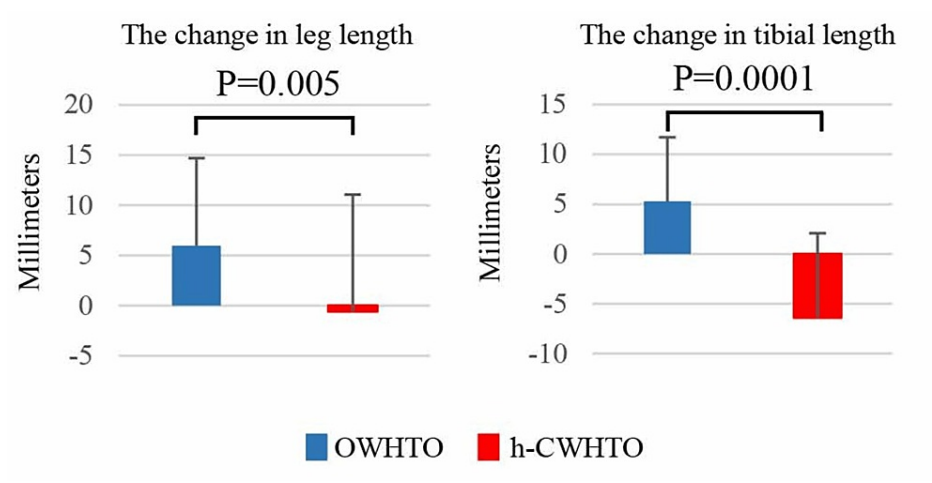 The change in leg length
P=0.005
20
15
10
5
0
-5
Millimeters
The change in tibial length
P=0.0001
15
10
5
0
-5
-10
Millimeters
OWHTO h-CWHTO